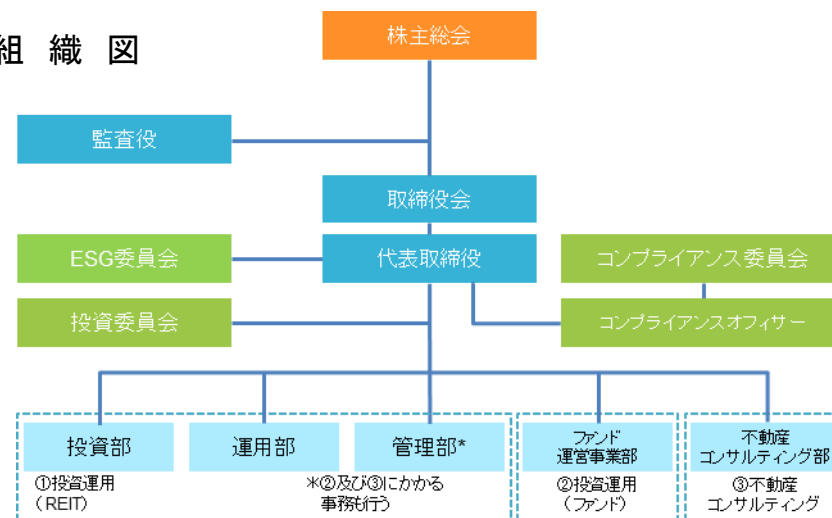 組織図
株主総会
監査役
取締役会
ESG委員会
代表取締役
コンプライアンス委員会
投資委員会
コンプライアンスオフィサー
投資部
運用部
管理部*
ファンド
運営事業部
不動産
コンサルティング部
①投資運用
(REIT)
※②及び③にかかる
事務も行う
②投資運用
(ファンド)
③不動産
コンサルティング